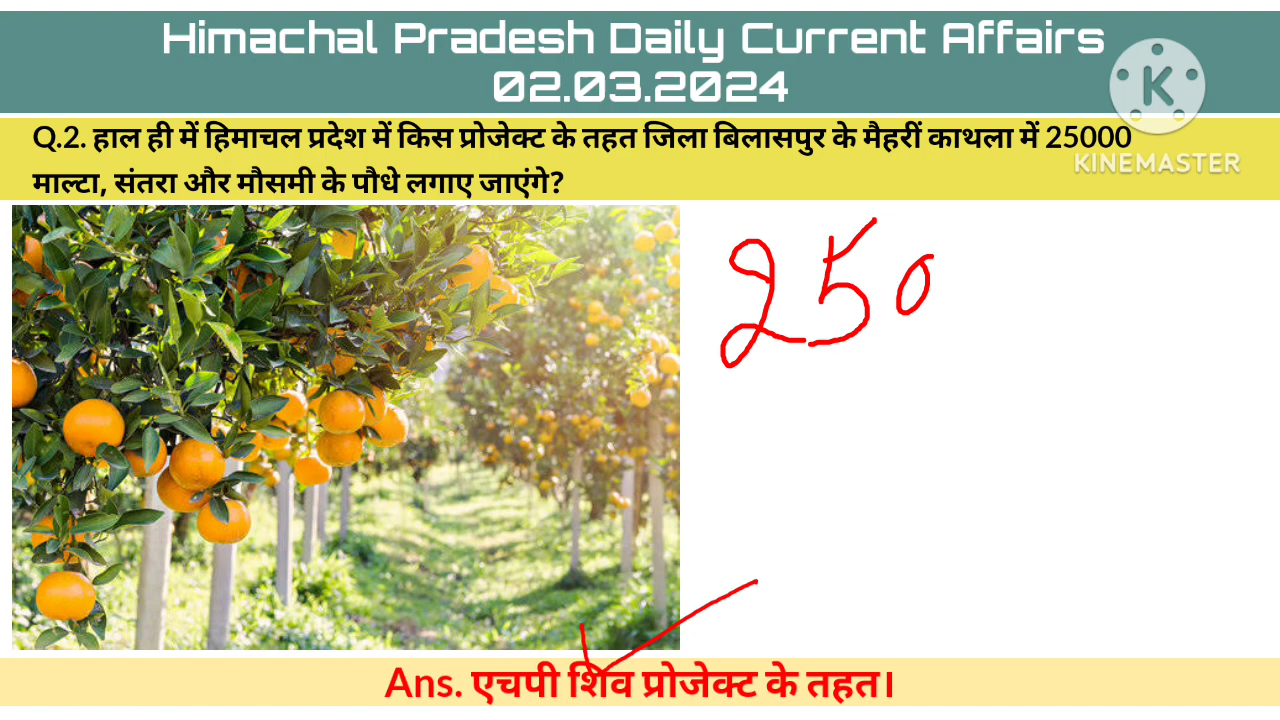 Himachal Pradesh Daily Current Affairs
02.03.2024
K
KINEMASTER
Q.2. हाल ही में हिमाचल प्रदेश में किस प्रोजेक्ट के तहत जिला बिलासपुर के मैहरीं काथला में 25000
माल्टा, संतरा और मौसमी के पौधे लगाए जाएंगे?
250
Ans. एचपी शिव प्रोजेक्ट के तहत।